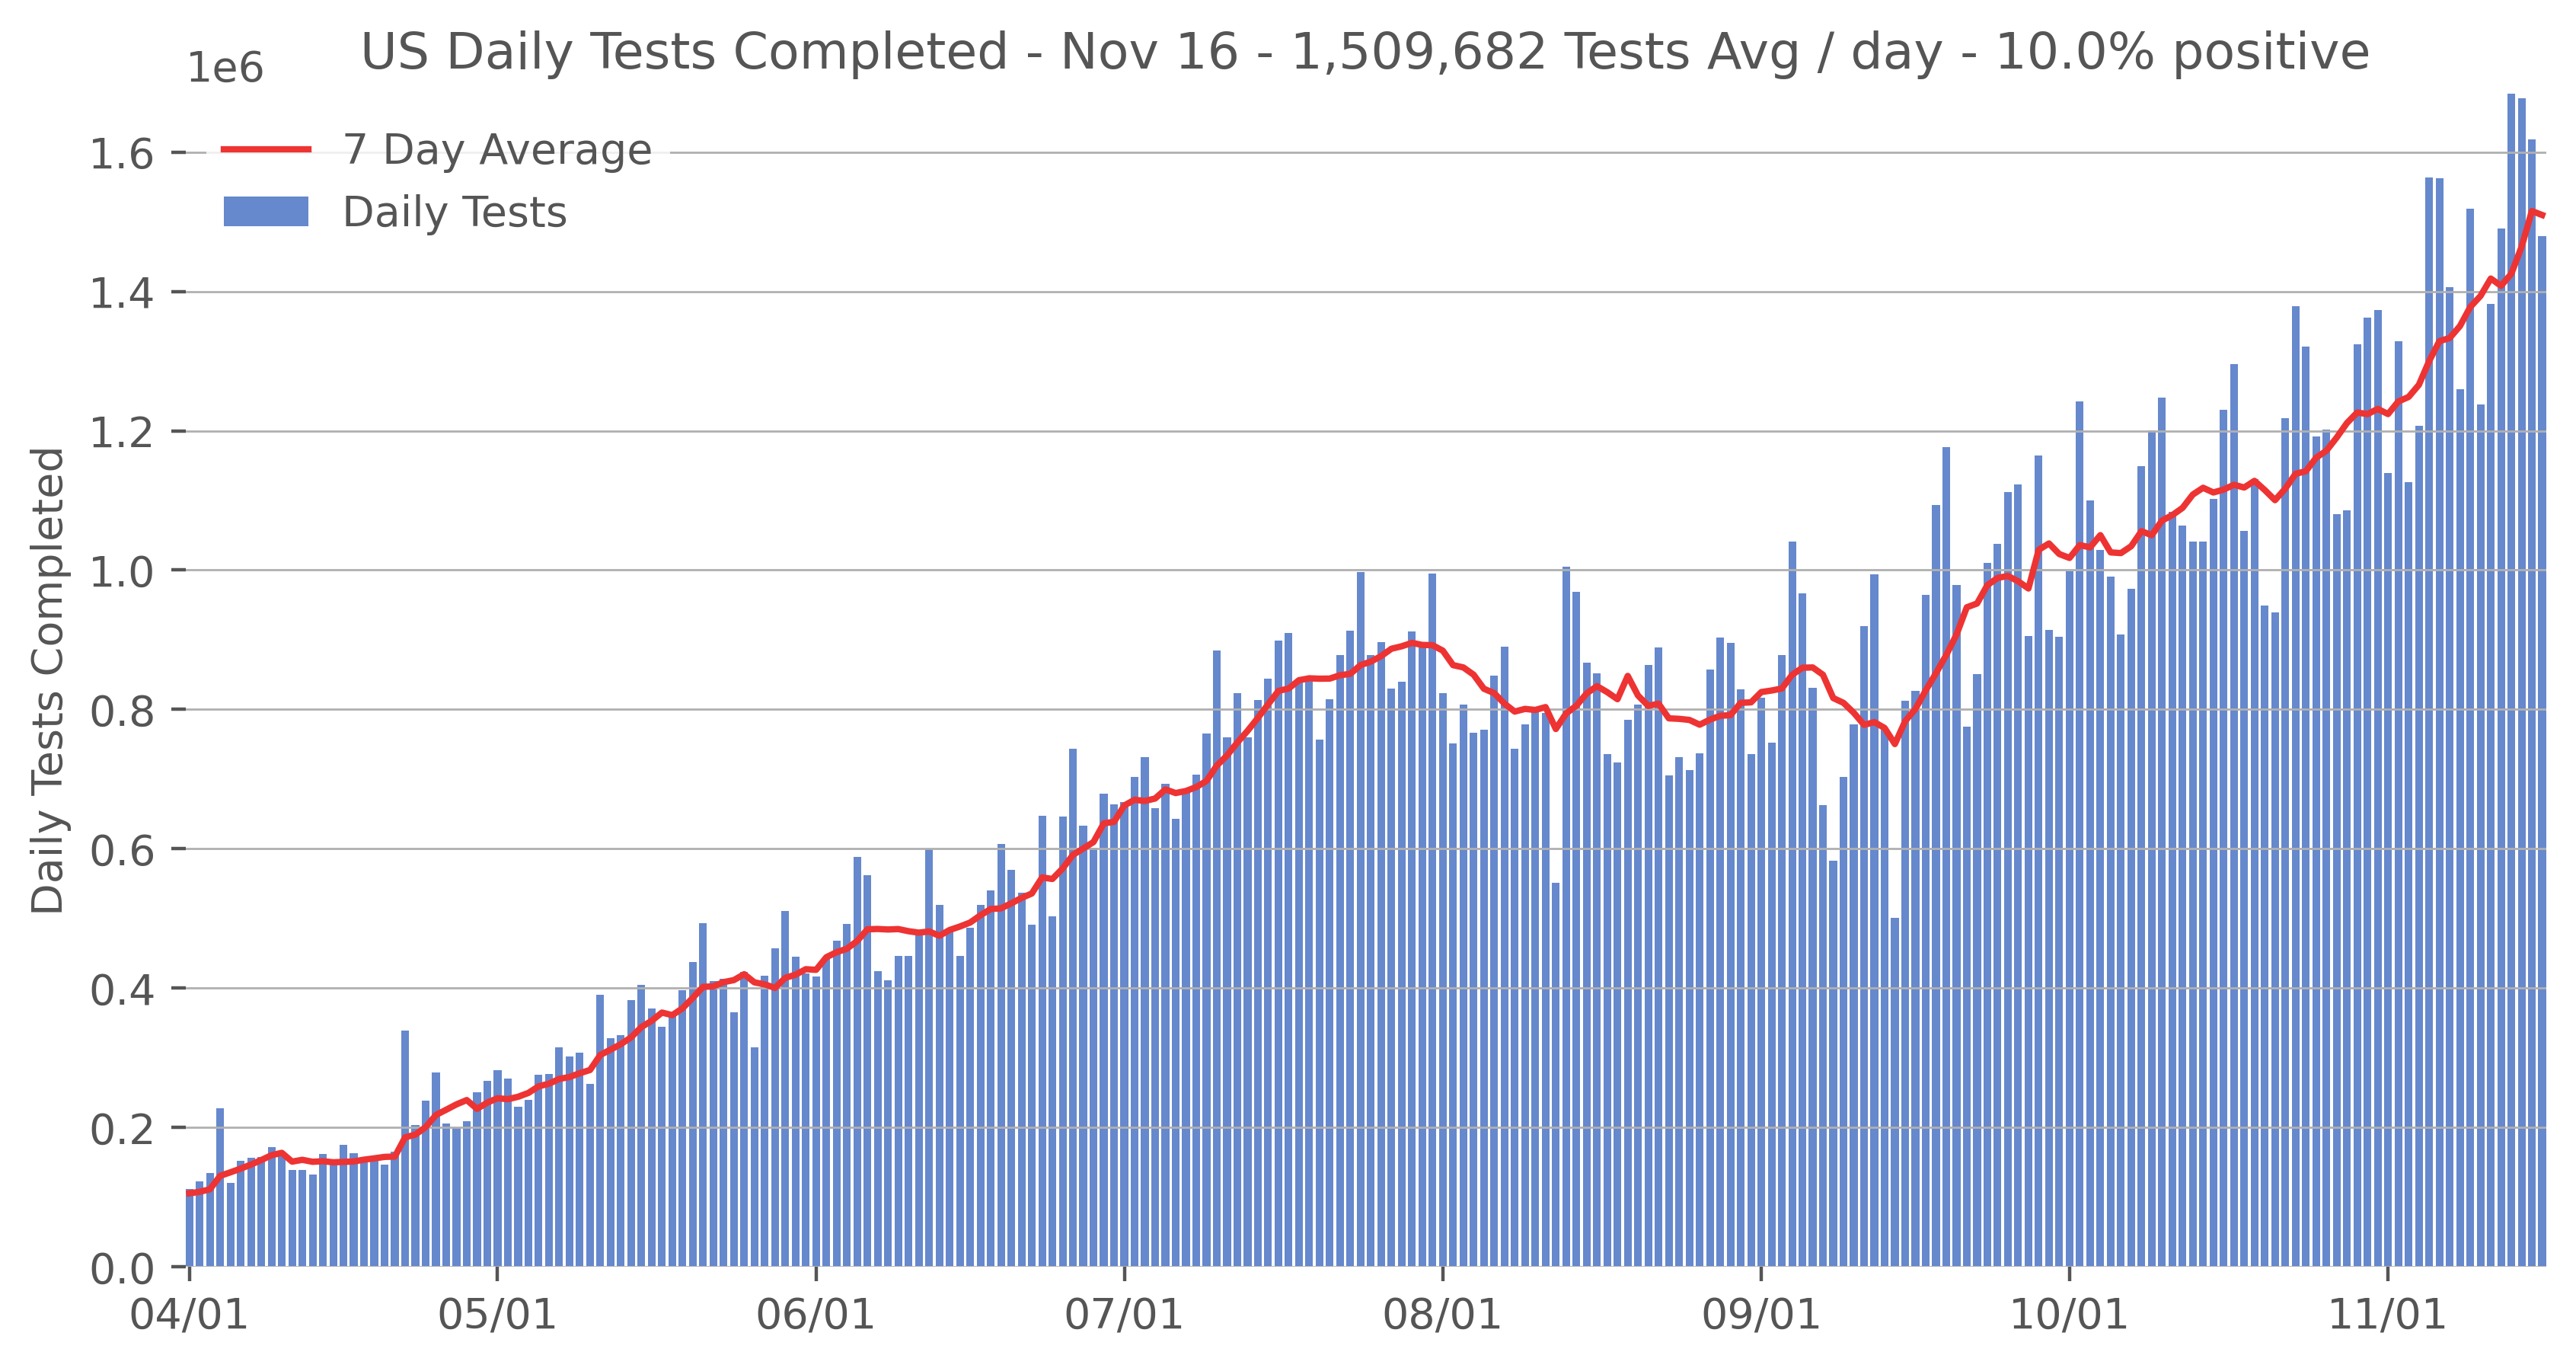 US Daily Tests Completed - Nov 16 - 1,509,682 Tests Avg / day - 10.0% positive
1e6
7 Day Average
Daily Tests
Daily Tests Completed
1.6
1.4
1.2
1.0
0.8
0.6
0.4
0.2
0.0
04/01 05/01 06/01 07/01 08/01 09/01 10/01 11/01